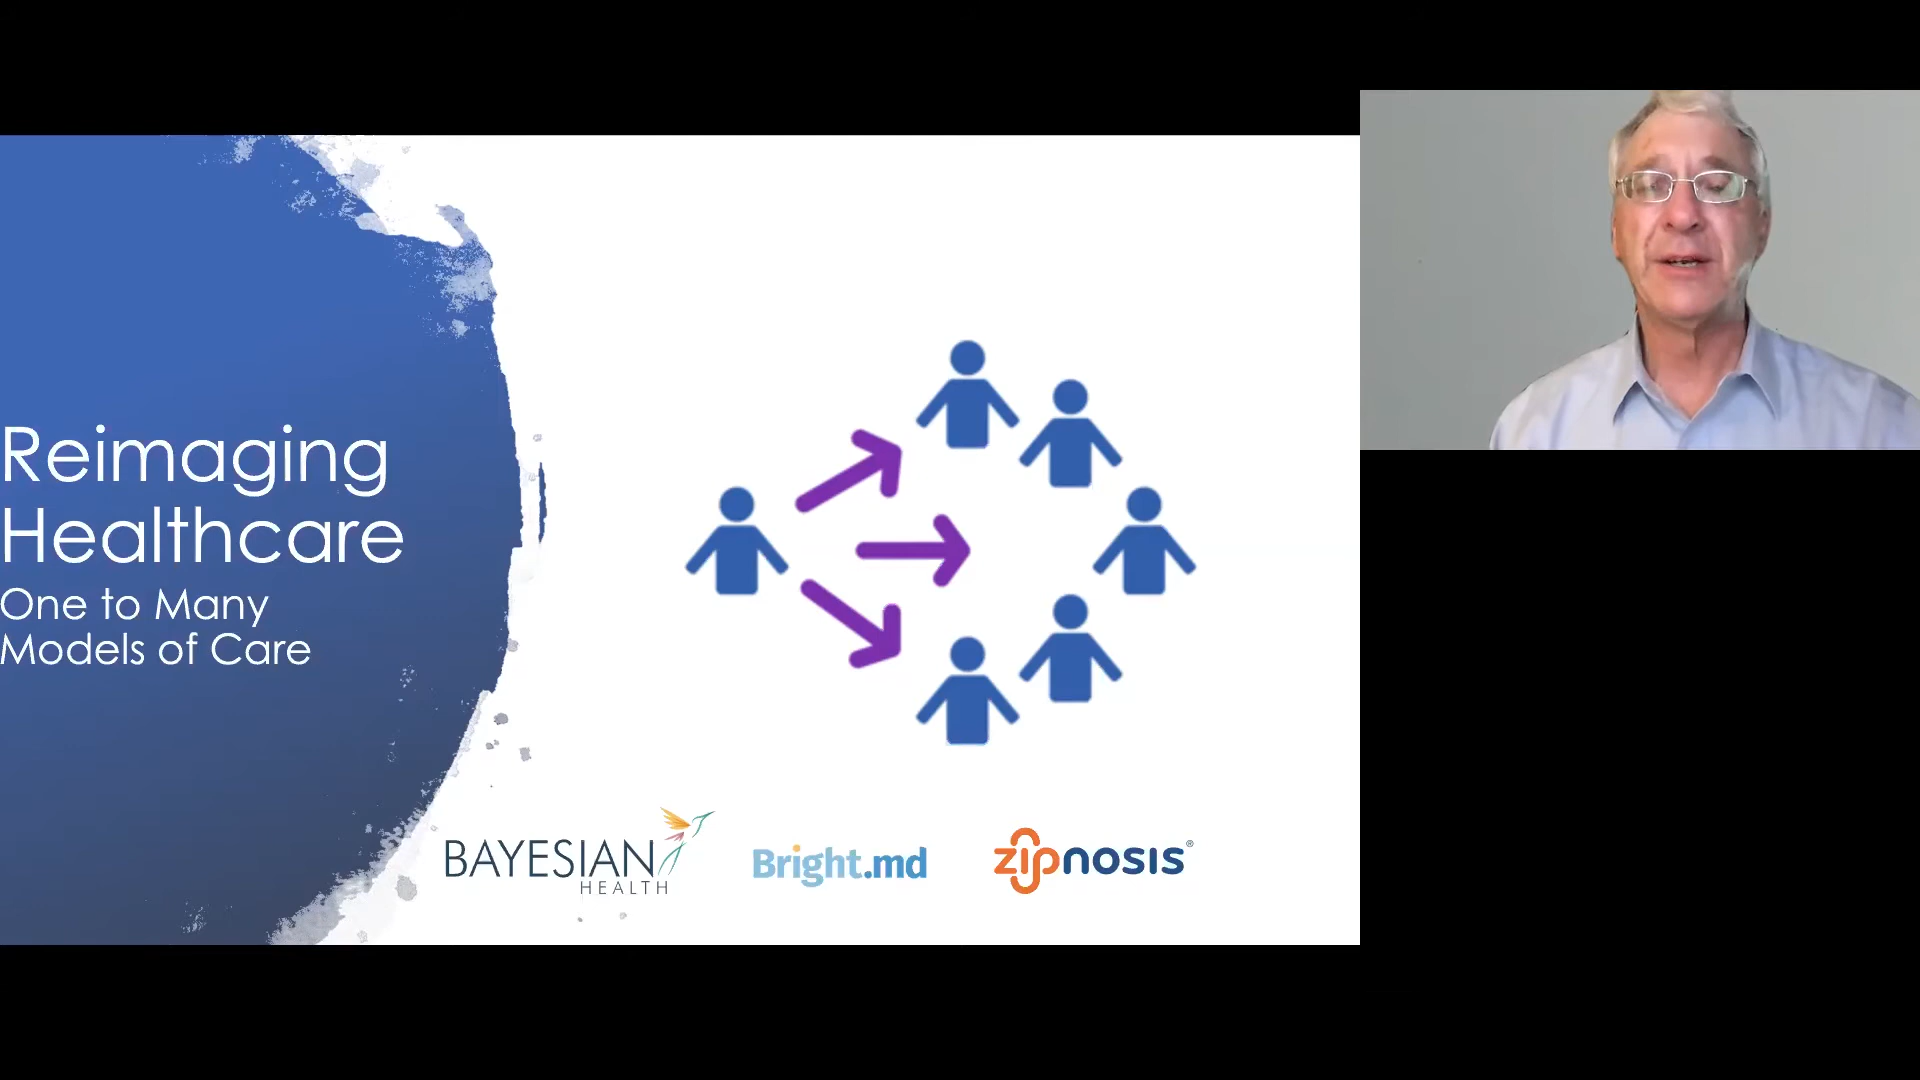 Reimaging
Healthcare
One to Many
Models of Care
BAYESIAN
HEALTH
Bright.md
zipnosis®